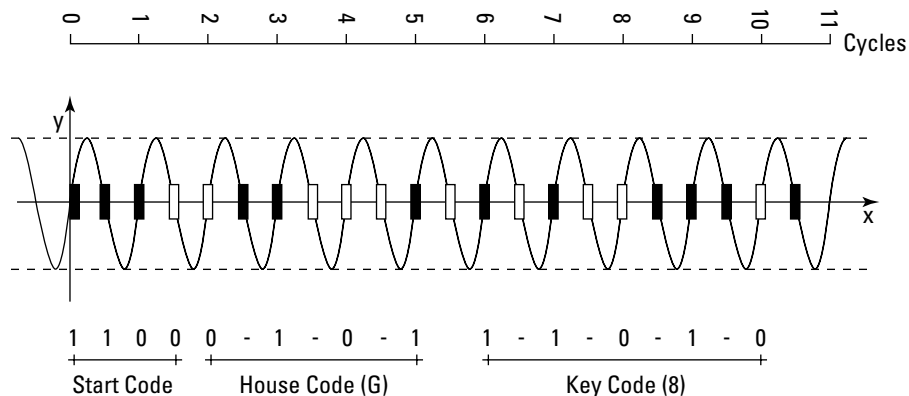 0 1 2 3 4 5 6 7 8 9 10 11
Cycles
y
x
1 1 0 0 0 - 1 - 0 - 1 1 - 1 - 0 - 1 - 0
Start Code House Code (G) Key Code (8)